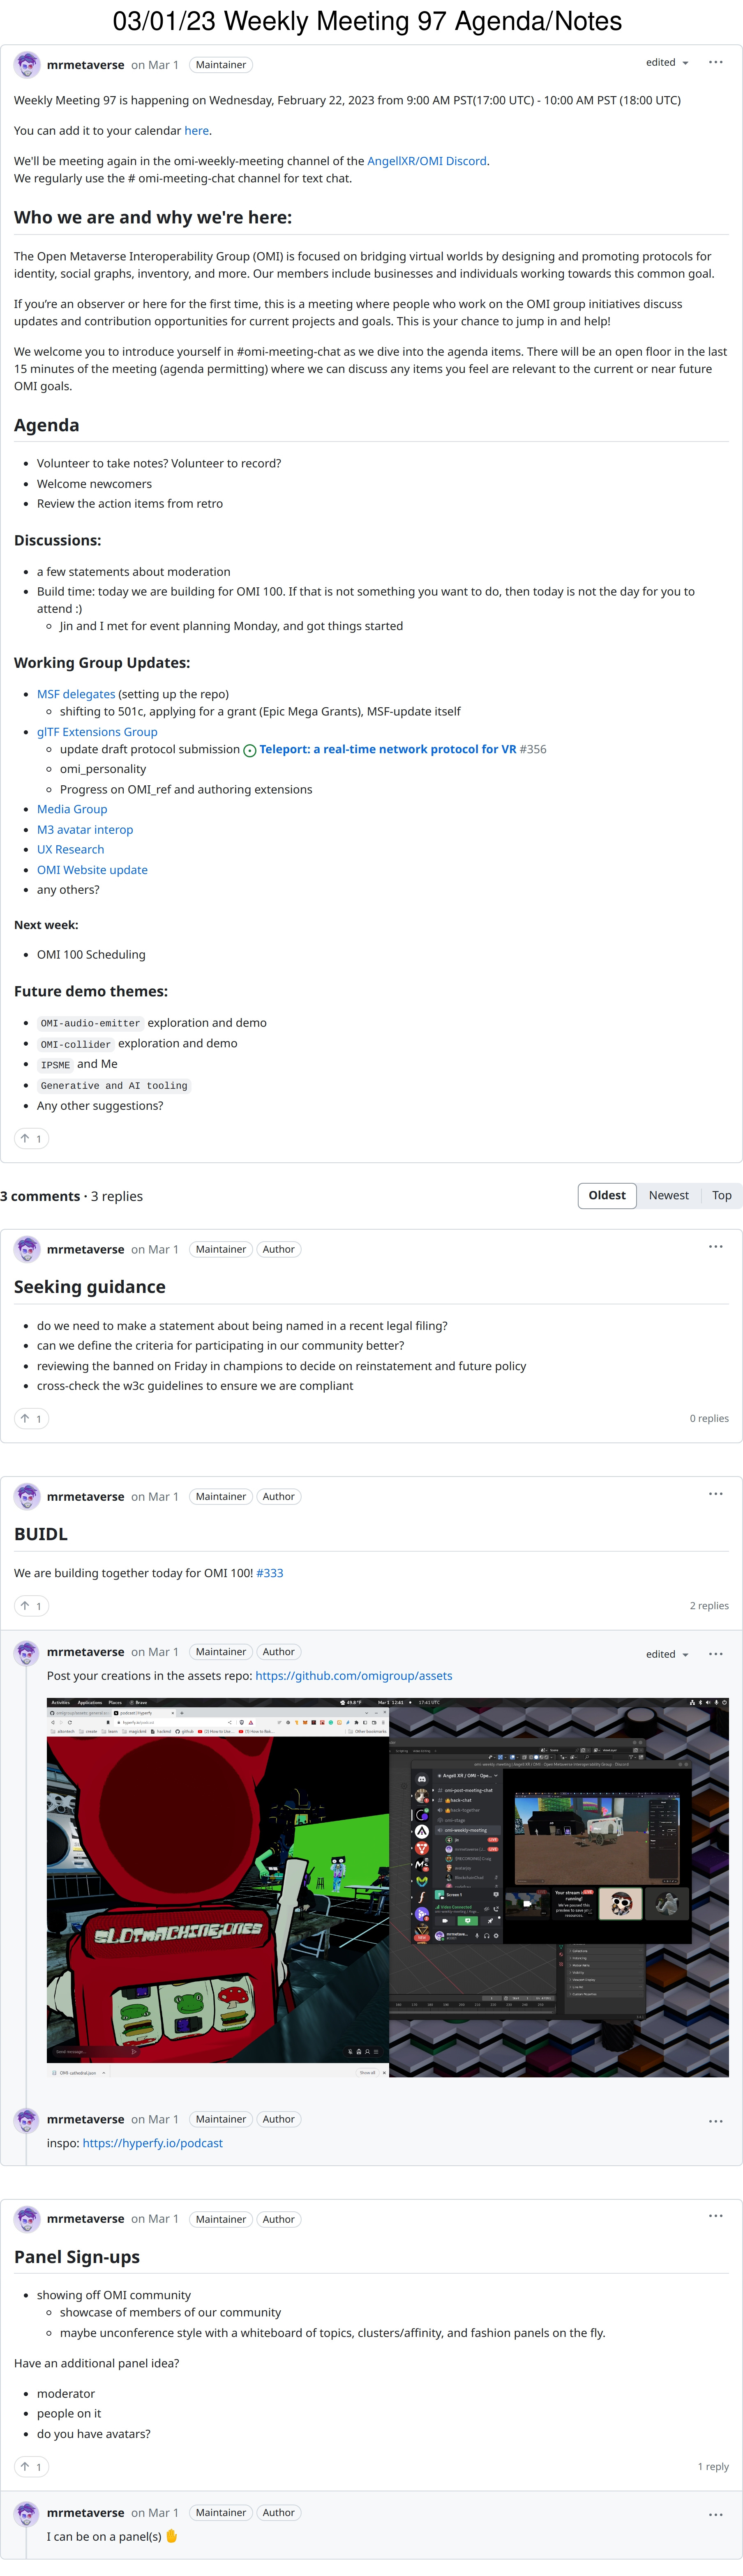 03/01/23 Weekly Meeting 97 Agenda/Notes
mrmetaverse on Mar 1 Maintainer edited
Weekly Meeting 97 is happening on Wednesday, February 22, 2023 from 9:00 AM PST(17:00 UTC) - 10:00 AM PST (18:00 UTC)
You can add it to your calendar here.
We'll be meeting again in the omi-weekly-meeting channel of the AngellXR/OMI Discord.
We regularly use the # omi-meeting-chat channel for text chat.
Who we are and why we're here:
The Open Metaverse Interoperability Group (OMI) is focused on bridging virtual worlds by designing and promoting protocols for
identity, social graphs, inventory, and more. Our members include businesses and individuals working towards this common goal.
If you're an observer or here for the first time, this is a meeting where people who work on the OMI group initiatives discuss
updates and contribution opportunities for current projects and goals. This is your chance to jump in and help!
We welcome you to introduce yourself in #omi-meeting-chat as we dive into the agenda items. There will be an open floor in the last
15 minutes of the meeting (agenda permitting) where we can discuss any items you feel are relevant to the current or near future
OMI goals.
Agenda
• Volunteer to take notes? Volunteer to record?
• Welcome newcomers
• Review the action items from retro
Discussions:
• a few statements about moderation
• Build time: today we are building for OMI 100. If that is not something you want to do, then today is not the day for you to
attend :)
◦ Jin and I met for event planning Monday, and got things started
Working Group Updates:
• MSF delegates (setting up the repo)
◦ shifting to 501c, applying for a grant (Epic Mega Grants), MSF-update itself
• glTF Extensions Group
◦ update draft protocol submission Teleport: a real-time network protocol for VR #356
◦ omi_personality
◦ Progress on OMI_ref and authoring extensions
• Media Group
• M3 avatar interop
• UX Research
• OMI Website update
• any others?
Next week:
• OMI 100 Scheduling
Future demo themes:
• OMI-audio-emitter exploration and demo
• OMI-collider exploration and demo
• IPSME and Me
• Generative and AI tooling
• Any other suggestions?
↑ 1
3 comments · 3 replies Oldest Newest Top
mrmetaverse on Mar 1 Maintainer Author
Seeking guidance
• do we need to make a statement about being named in a recent legal filing?
• can we define the criteria for participating in our community better?
• reviewing the banned on Friday in champions to decide on reinstatement and future policy
• cross-check the w3c guidelines to ensure we are compliant
↑ 1 0 replies
mrmetaverse on Mar 1 Maintainer Author
BUIDL
We are building together today for OMI 100! #333
↑ 1 2 replies
mrmetaverse on Mar 1 Maintainer Author edited
Post your creations in the assets repo: https://github.com/omigroup/assets
Activities Applications Places Brave
omi-post-meeting-chat
omi-weekly-meeting
SLOTMACHINGJONES
Your stream is
running!
Send message...
OMI cathedral.json
Show all
mrmetaverse on Mar 1 Maintainer Author
inspo: https://hyperfy.io/podcast
mrmetaverse on Mar 1 Maintainer Author
Panel Sign-ups
• showing off OMI community
◦ showcase of members of our community
◦ maybe unconference style with a whiteboard of topics, clusters/affinity, and fashion panels on the fly.
Have an additional panel idea?
• moderator
• people on it
• do you have avatars?
↑ 1 1 reply
mrmetaverse on Mar 1 Maintainer Author
I can be on a panel(s) ✋